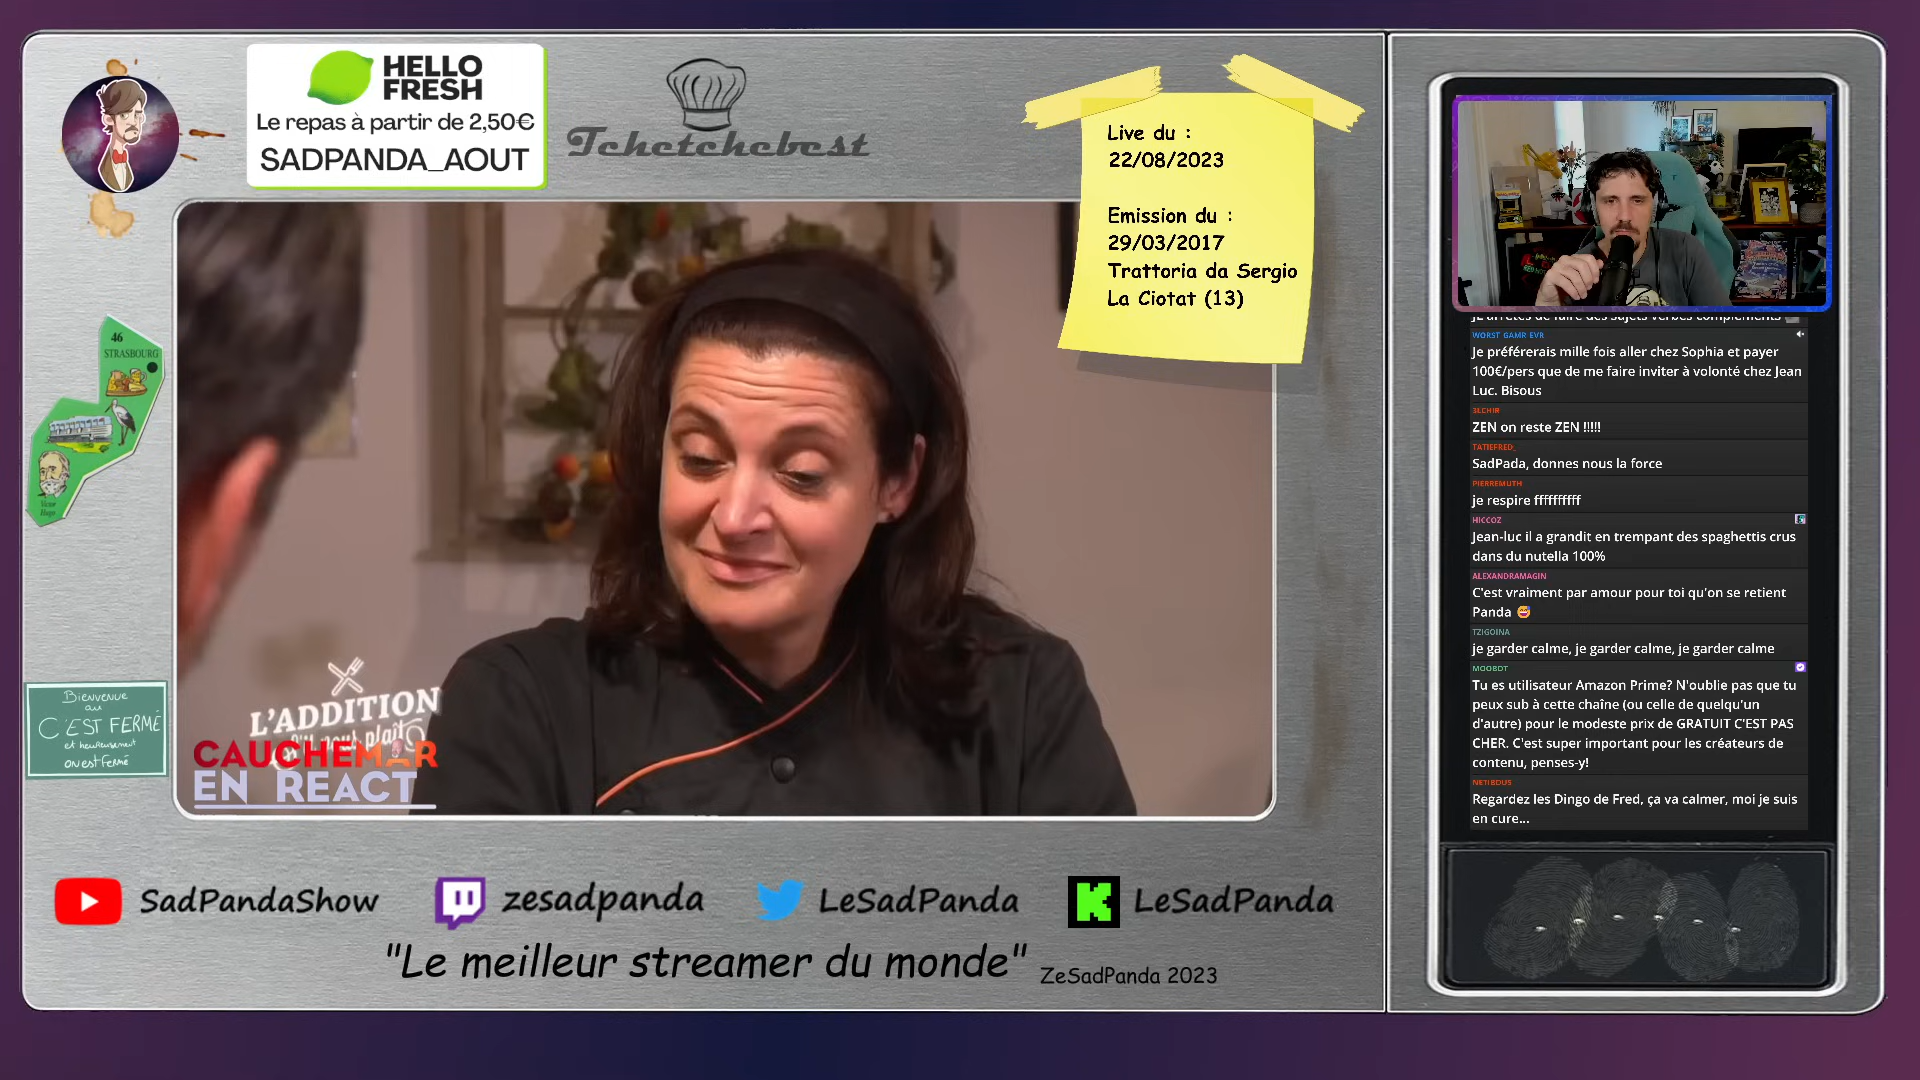 HELLO
FRESH
Le repas à partir de 2,50€
SADPANDA_AOUT
Tchetchebest
Live du :
22/08/2023
Emission du :
29/03/2017
Trattoria da Sergio
La Ciotat (13)
46
STRASBOURG
Victor
Hugo
Bienvenue
au
C'EST FERMÉ
et heureusement
on est fermé
L'ADDITION
s'il vous plaît
CAUCHEMAR
EN REACT
WORST GAMR EVR
Je préférerais mille fois aller chez Sophia et payer
100€/pers que de me faire inviter à volonté chez Jean
Luc. Bisous
3LCHIR
ZEN on reste ZEN !!!!!
TATIEFRED_
SadPada, donnes nous la force
PIERREMUTH
je respire ffffffffff
HICCOZ
Jean-luc il a grandit en trempant des spaghettis crus
dans du nutella 100%
ALEXANDRAMAGIN
C'est vraiment par amour pour toi qu'on se retient
Panda 😅
TZIGOINA
je garder calme, je garder calme, je garder calme
MOOBOT
Tu es utilisateur Amazon Prime? N'oublie pas que tu
peux sub à cette chaîne (ou celle de quelqu'un
d'autre) pour le modeste prix de GRATUIT C'EST PAS
CHER. C'est super important pour les créateurs de
contenu, penses-y!
NETIBOUS
Regardez les Dingo de Fred, ça va calmer, moi je suis
en cure...
SadPandaShow
zesadpanda
LeSadPanda
LeSadPanda
"Le meilleur streamer du monde"
ZeSadPanda 2023